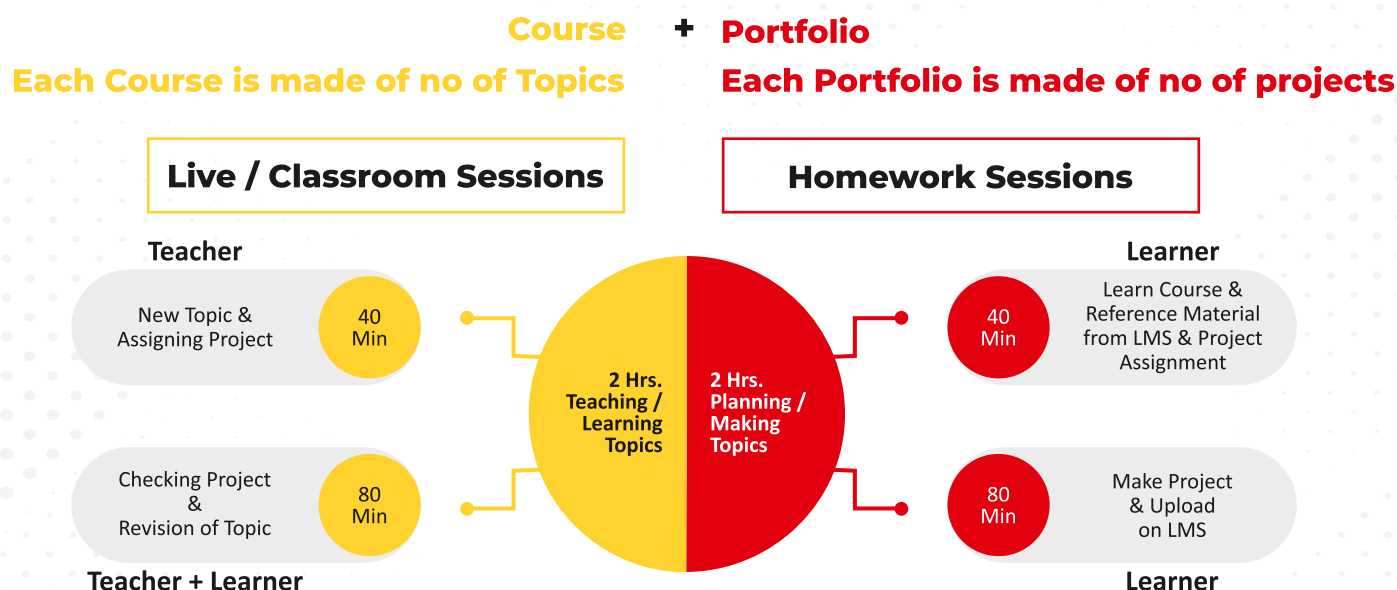 Course + Portfolio
Each Course is made of no of Topics
Each Portfolio is made of no of projects
Live / Classroom Sessions
Homework Sessions
Teacher
New Topic &
Assigning Project
40
Min
Checking Project
&
Revision of Topic
80
Min
Teacher + Learner
2 Hrs.
Teaching /
Learning
Topics
2 Hrs.
Planning /
Making
Topics
Learner
40
Min
Learn Course &
Reference Material
from LMS & Project
Assignment
80
Min
Make Project
& Upload
on LMS
Learner